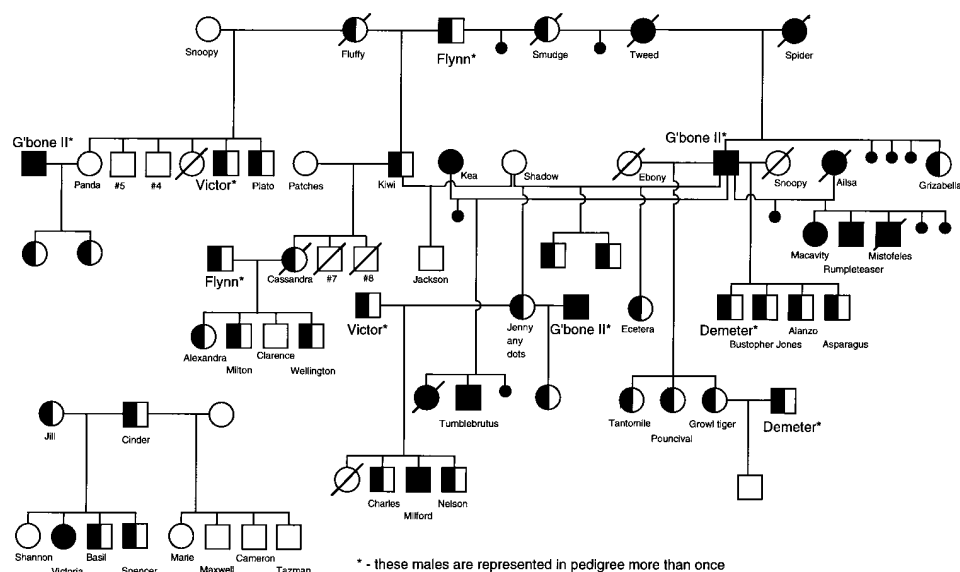 Snoopy
Fluffy
Flynn*
Smudge
Tweed
Spider
G'bone II*
G'bone II*
Panda
#5
#4
Victor*
Plato
Patches
Kiwi
Kea
Shadow
Ebony
Snoopy
Ailsa
Grizabella
Macavity
Rumpleteaser
Mistofeles
Flynn*
Cassandra
#7
#8
Jackson
Victor*
Jenny
any
dots
G'bone II*
Ecetera
Demeter*
Bustopher Jones
Alanzo
Asparagus
Alexandra
Milton
Clarence
Wellington
Tumblebrutus
Tantomile
Pouncival
Growl tiger
Demeter*
Jill
Cinder
Charles
Milford
Nelson
Shannon
Victoria
Basil
Spencer
Marie
Maxwell
Cameron
Tazman
* - these males are represented in pedigree more than once